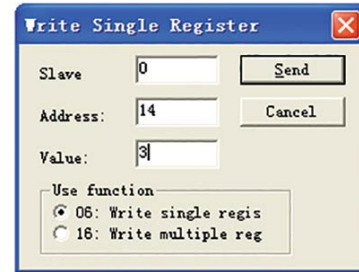 Write Single Register
Slave 0 Send
Address: 14 Cancel
Value: 3
Use function
06: Write single regis
16: Write multiple reg